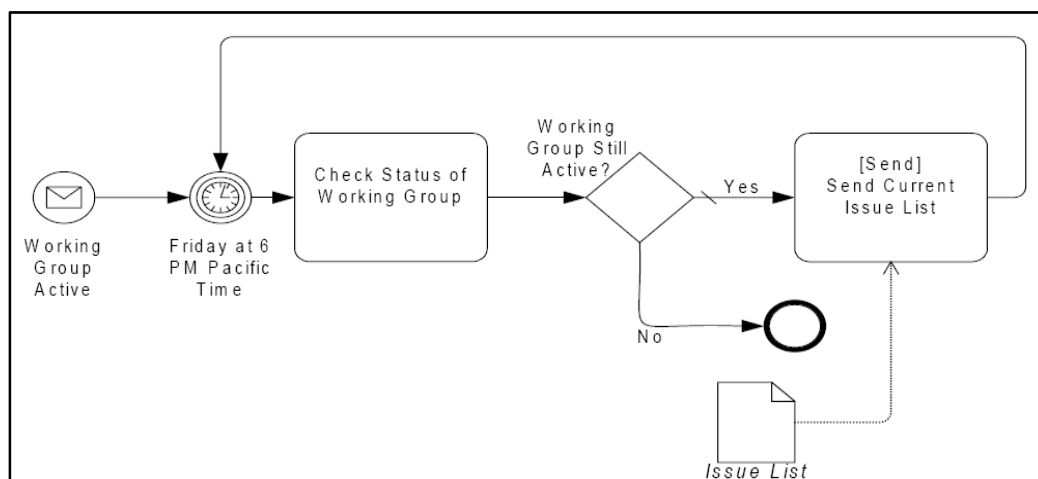 Working
Group
Active
Friday at 6
PM Pacific
Time
Check Status of
Working Group
Working
Group Still
Active?
Yes
No
[Send]
Send Current
Issue List
Issue List